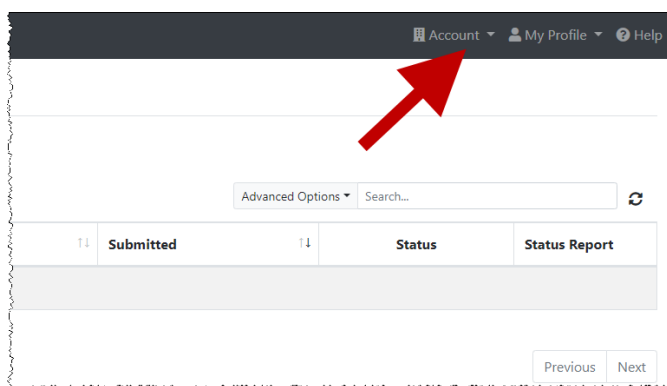 Account My Profile Help
Advanced Options Search...
Submitted Status Status Report
Previous Next